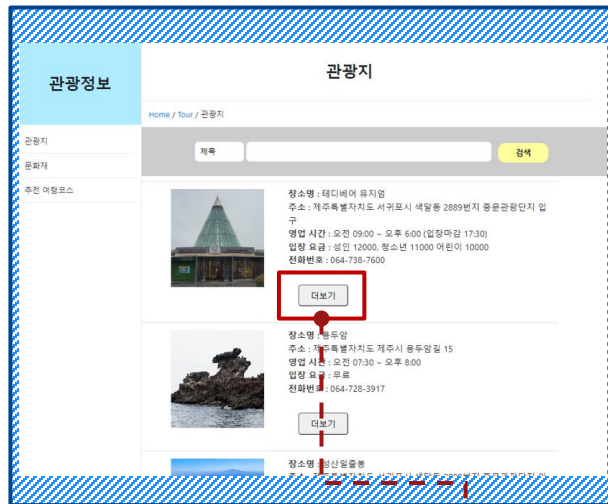 관광정보
관광지
문화재
추천 여행코스
관광지
Home / Tour / 관광지
제목
검색
장소명 : 테디베어 뮤지엄
주소 : 제주특별자치도 서귀포시 색달동 2889번지 중문관광단지 입
구
영업 시간 : 오전 09:00 ~ 오후 6:00 (입장마감 17:30)
입장 요금 : 성인 12000, 청소년 11000 어린이 10000
전화번호 : 064-738-7600
더보기
장소명 : 용두암
주소 : 제주특별자치도 제주시 용두암길 15
영업 시간 : 오전 07:30 ~ 오후 8:00
입장 요금 : 무료
전화번호 : 064-728-3917
더보기
장소명 : 성산일출봉